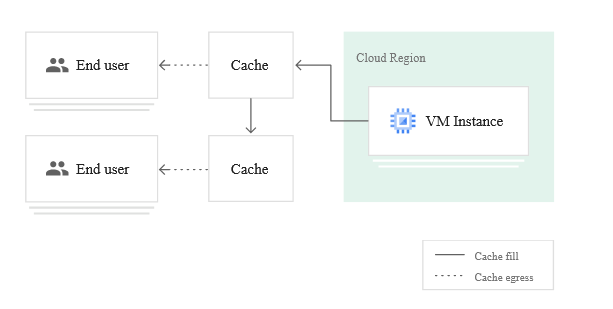 Cloud Region
End user
Cache
VM Instance
End user
Cache
Cache fill
Cache egress